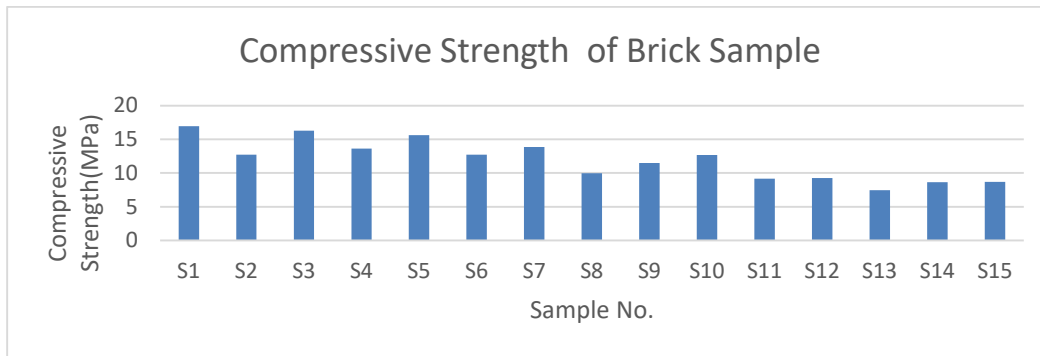 Compressive Strength  of Brick Sample
Compressive
Strength(MPa)
20
15
10
5
0
S1 S2 S3 S4 S5 S6 S7 S8 S9 S10 S11 S12 S13 S14 S15
Sample No.